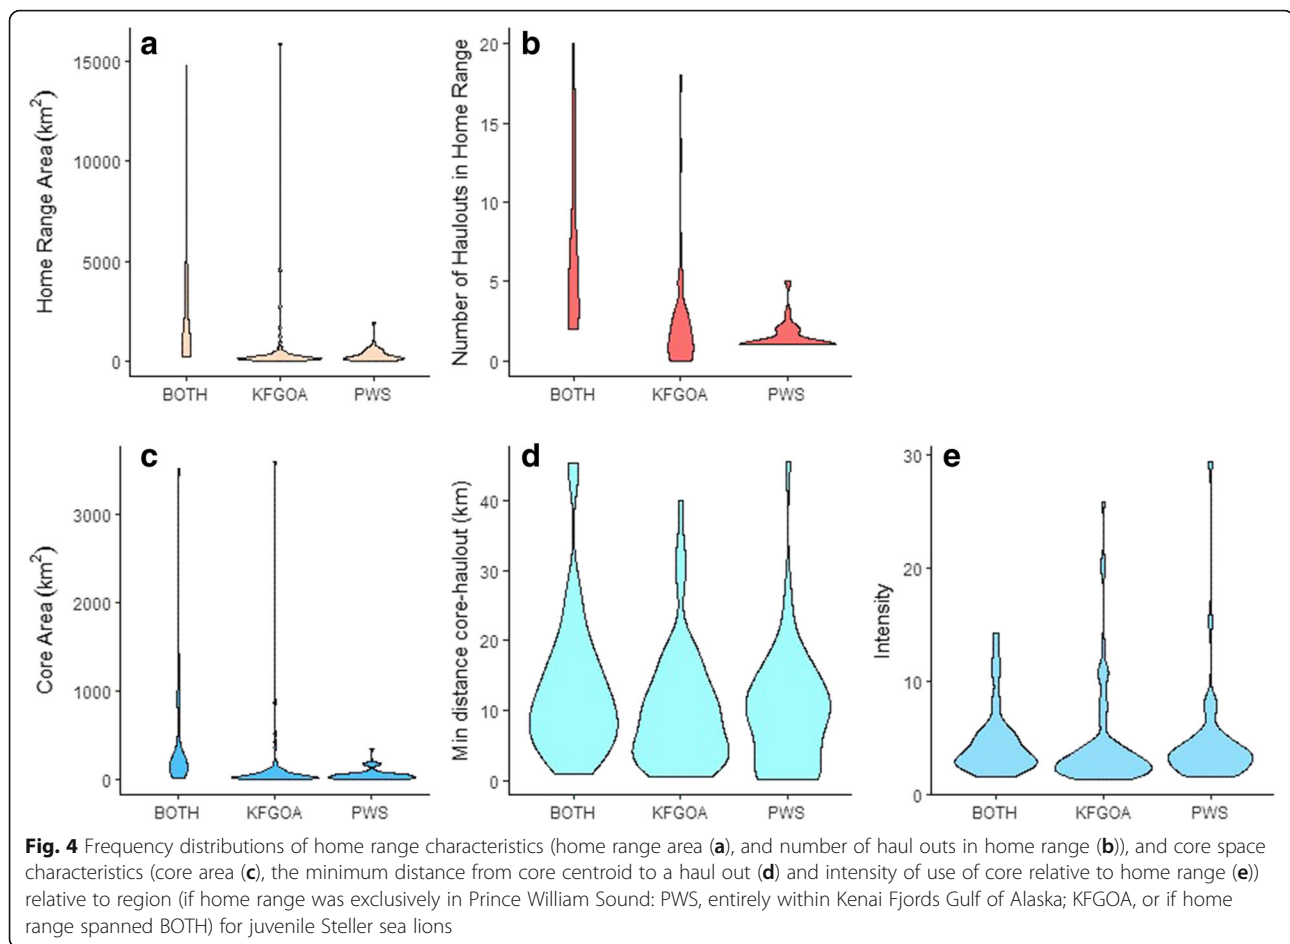 a
b
Home Range Area (km²)
15000
10000
5000
0
BOTH KFGOA PWS
Number of Haulouts in Home Range
20
15
10
5
0
BOTH KFGOA PWS
c
d
e
Core Area (km²)
3000
2000
1000
0
BOTH KFGOA PWS
Min distance core-haulout (km)
40
30
20
10
0
BOTH KFGOA PWS
Intensity
30
20
10
0
BOTH KFGOA PWS
Fig. 4 Frequency distributions of home range characteristics (home range area (a), and number of haul outs in home range (b)), and core space
characteristics (core area (c), the minimum distance from core centroid to a haul out (d) and intensity of use of core relative to home range (e))
relative to region (if home range was exclusively in Prince William Sound: PWS, entirely within Kenai Fjords Gulf of Alaska; KFGOA, or if home
range spanned BOTH) for juvenile Steller sea lions